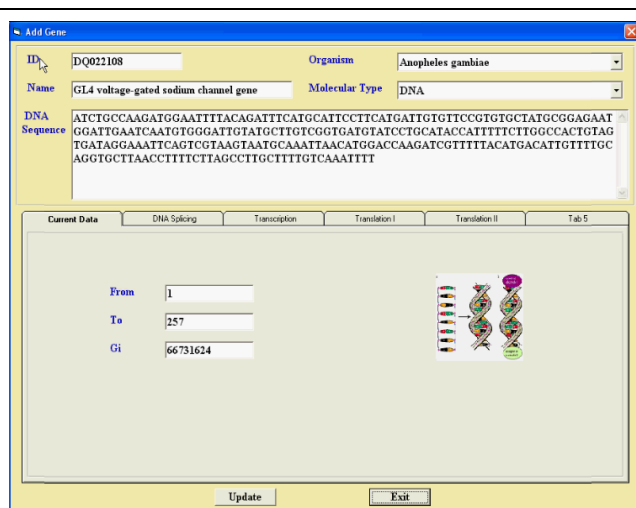 Add Gene
ID DQ022108 Organism Anopheles gambiae
Name GL4 voltage-gated sodium channel gene Molecular Type DNA
DNA Sequence
ATCTGCCAAGATGGAATTTTACAGATTTCATGCATTCCTTCATGATTGTGTTCCGTGTGCTATGCGGAGAAT
GGATTGAATCAATGTGGGATTGTATGCTTGTCGGTGATGTATCCTGCATACCATTTTTCTTGGCCACTGTAG
TGATAGGAAATTCAGTCGTAAGTAATGCAAATTAACATGGACCAAGATCGTTTTTACATGACATTGTTTTGC
AGGTGCTTAACCTTTTCTTAGCCTTGCTTTTGTCAAATTTT
Current Data DNA Splicing Transcription Translation I Translation II Tab 5
From 1
To 257
Gi 66731624
Update Exit